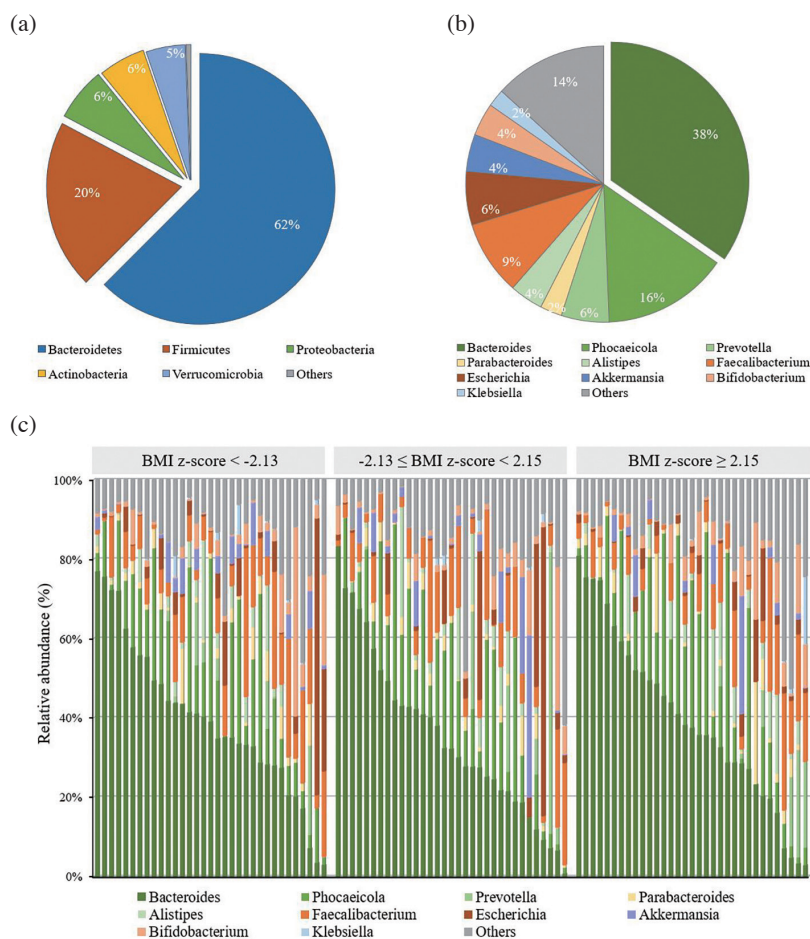 (a)
5%
6%
6%
20%
62%
Bacteroidetes Firmicutes Proteobacteria
Actinobacteria Verrucomicrobia Others
(b)
14%
2%
4%
4%
6%
9%
4%
2%
6%
16%
38%
Bacteroides Phocaeicola Prevotella
Parabacteroides Alistipes Faecalibacterium
Escherichia Akkermansia Bifidobacterium
Klebsiella Others
(c)
BMI z-score < -2.13 -2.13 ≤ BMI z-score < 2.15 BMI z-score ≥ 2.15
Relative abundance (%)
100%
80%
60%
40%
20%
0%
Bacteroides Phocaeicola Prevotella Parabacteroides
Alistipes Faecalibacterium Escherichia Akkermansia
Bifidobacterium Klebsiella Others